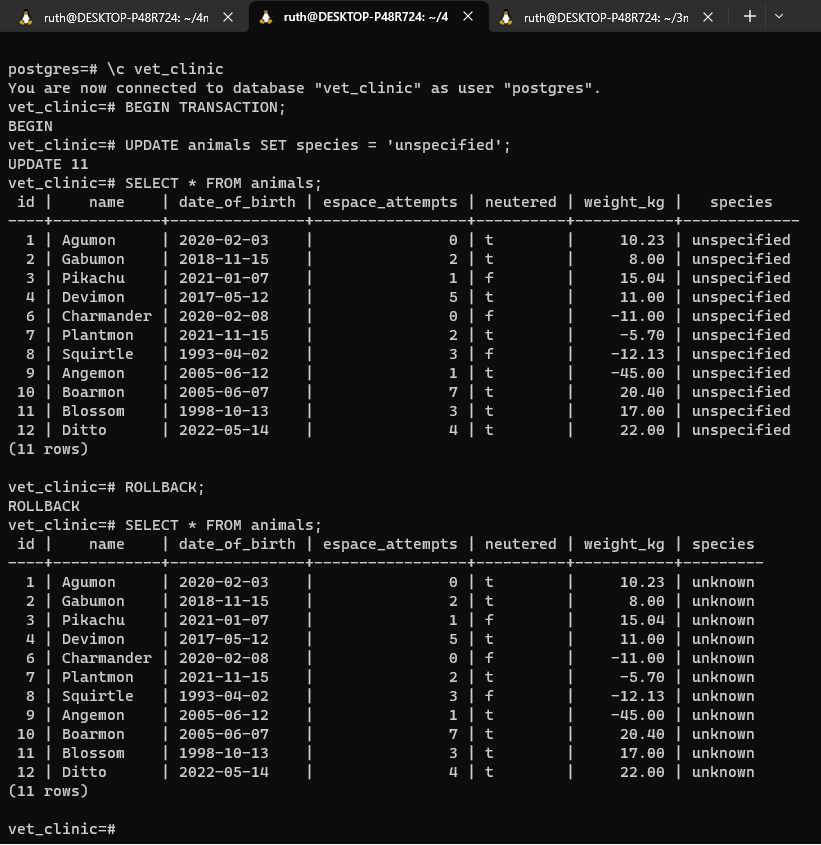 ruth@DESKTOP-P48R724: ~/4n
ruth@DESKTOP-P48R724: ~/4
ruth@DESKTOP-P48R724: ~/3n
postgres=# \c vet_clinic
You are now connected to database "vet_clinic" as user "postgres".
vet_clinic=# BEGIN TRANSACTION;
BEGIN
vet_clinic=# UPDATE animals SET species = 'unspecified';
UPDATE 11
vet_clinic=# SELECT * FROM animals;
 id |    name    | date_of_birth | espace_attempts | neutered | weight_kg |   species
----+------------+---------------+-----------------+----------+-----------+-------------
  1 | Agumon     | 2020-02-03    |               0 | t        |     10.23 | unspecified
  2 | Gabumon    | 2018-11-15    |               2 | t        |      8.00 | unspecified
  3 | Pikachu    | 2021-01-07    |               1 | f        |     15.04 | unspecified
  4 | Devimon    | 2017-05-12    |               5 | t        |     11.00 | unspecified
  6 | Charmander | 2020-02-08    |               0 | f        |    -11.00 | unspecified
  7 | Plantmon   | 2021-11-15    |               2 | t        |     -5.70 | unspecified
  8 | Squirtle   | 1993-04-02    |               3 | f        |    -12.13 | unspecified
  9 | Angemon    | 2005-06-12    |               1 | t        |    -45.00 | unspecified
 10 | Boarmon    | 2005-06-07    |               7 | t        |     20.40 | unspecified
 11 | Blossom    | 1998-10-13    |               3 | t        |     17.00 | unspecified
 12 | Ditto      | 2022-05-14    |               4 | t        |     22.00 | unspecified
(11 rows)
vet_clinic=# ROLLBACK;
ROLLBACK
vet_clinic=# SELECT * FROM animals;
 id |    name    | date_of_birth | espace_attempts | neutered | weight_kg | species
----+------------+---------------+-----------------+----------+-----------+---------
  1 | Agumon     | 2020-02-03    |               0 | t        |     10.23 | unknown
  2 | Gabumon    | 2018-11-15    |               2 | t        |      8.00 | unknown
  3 | Pikachu    | 2021-01-07    |               1 | f        |     15.04 | unknown
  4 | Devimon    | 2017-05-12    |               5 | t        |     11.00 | unknown
  6 | Charmander | 2020-02-08    |               0 | f        |    -11.00 | unknown
  7 | Plantmon   | 2021-11-15    |               2 | t        |     -5.70 | unknown
  8 | Squirtle   | 1993-04-02    |               3 | f        |    -12.13 | unknown
  9 | Angemon    | 2005-06-12    |               1 | t        |    -45.00 | unknown
 10 | Boarmon    | 2005-06-07    |               7 | t        |     20.40 | unknown
 11 | Blossom    | 1998-10-13    |               3 | t        |     17.00 | unknown
 12 | Ditto      | 2022-05-14    |               4 | t        |     22.00 | unknown
(11 rows)
vet_clinic=#